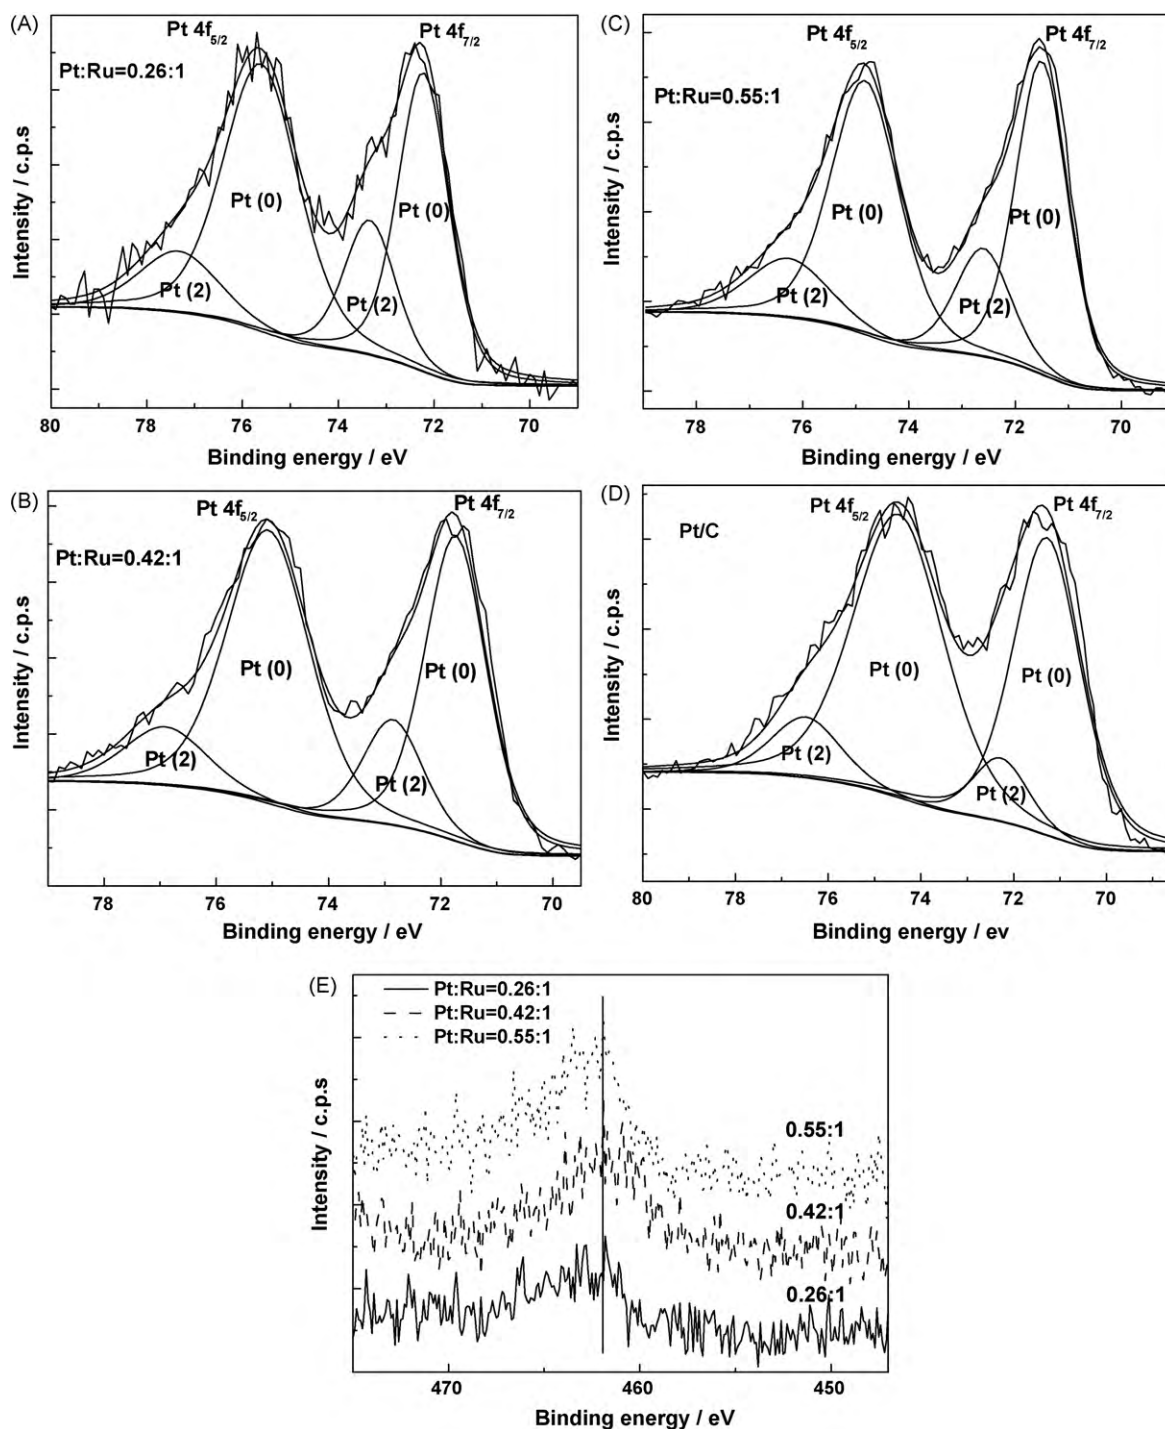 (A)
Pt 4f5/2
Pt 4f7/2
Pt:Ru=0.26:1
Pt (0)
Pt (0)
Pt (2)
Pt (2)
Intensity / c.p.s
80 78 76 74 72 70
Binding energy / eV
(C)
Pt 4f5/2
Pt 4f7/2
Pt:Ru=0.55:1
Pt (0)
Pt (0)
Pt (2)
Pt (2)
Intensity / c.p.s
78 76 74 72 70
Binding energy / eV
(B)
Pt 4f5/2
Pt 4f7/2
Pt:Ru=0.42:1
Pt (0)
Pt (0)
Pt (2)
Pt (2)
Intensity / c.p.s
78 76 74 72 70
Binding energy / eV
(D)
Pt 4f5/2
Pt 4f7/2
Pt/C
Pt (0)
Pt (0)
Pt (2)
Pt (2)
Intensity / c.p.s
80 78 76 74 72 70
Binding energy / ev
(E)
Pt:Ru=0.26:1
Pt:Ru=0.42:1
Pt:Ru=0.55:1
0.55:1
0.42:1
0.26:1
Intensity / c.p.s
470 460 450
Binding energy / eV